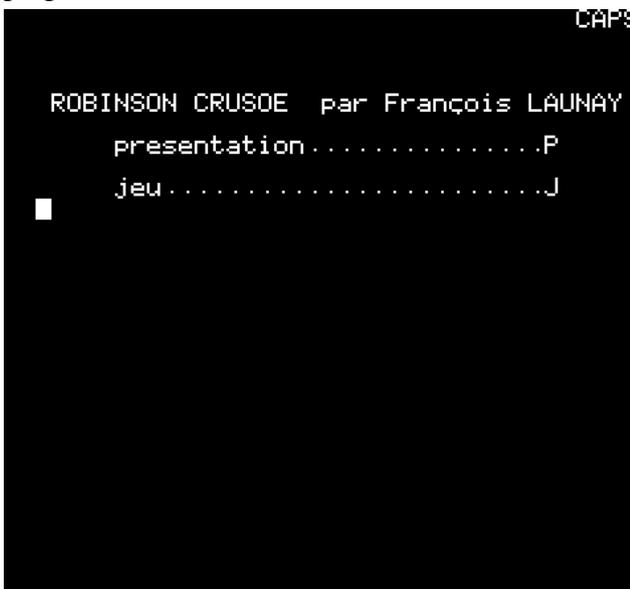 CAPS
ROBINSON CRUSOE par François LAUNAY
presentation...............P
jeu........................J